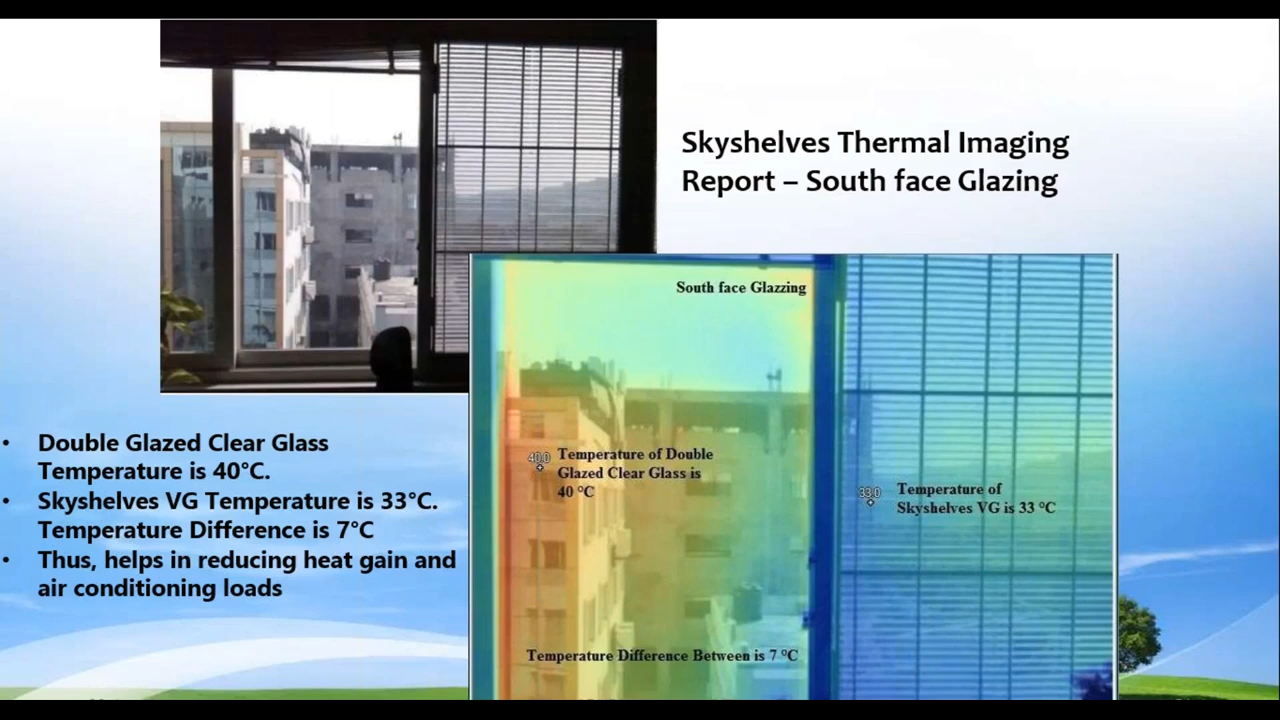 Skyshelves Thermal Imaging
Report – South face Glazing
South face Glazzing
40.0
Temperature of Double
Glazed Clear Glass is
40 °C
33.0
Temperature of
Skyshelves VG is 33 °C
Temperature Difference Between is 7 °C
• Double Glazed Clear Glass
Temperature is 40°C.
• Skyshelves VG Temperature is 33°C.
Temperature Difference is 7°C
• Thus, helps in reducing heat gain and
air conditioning loads